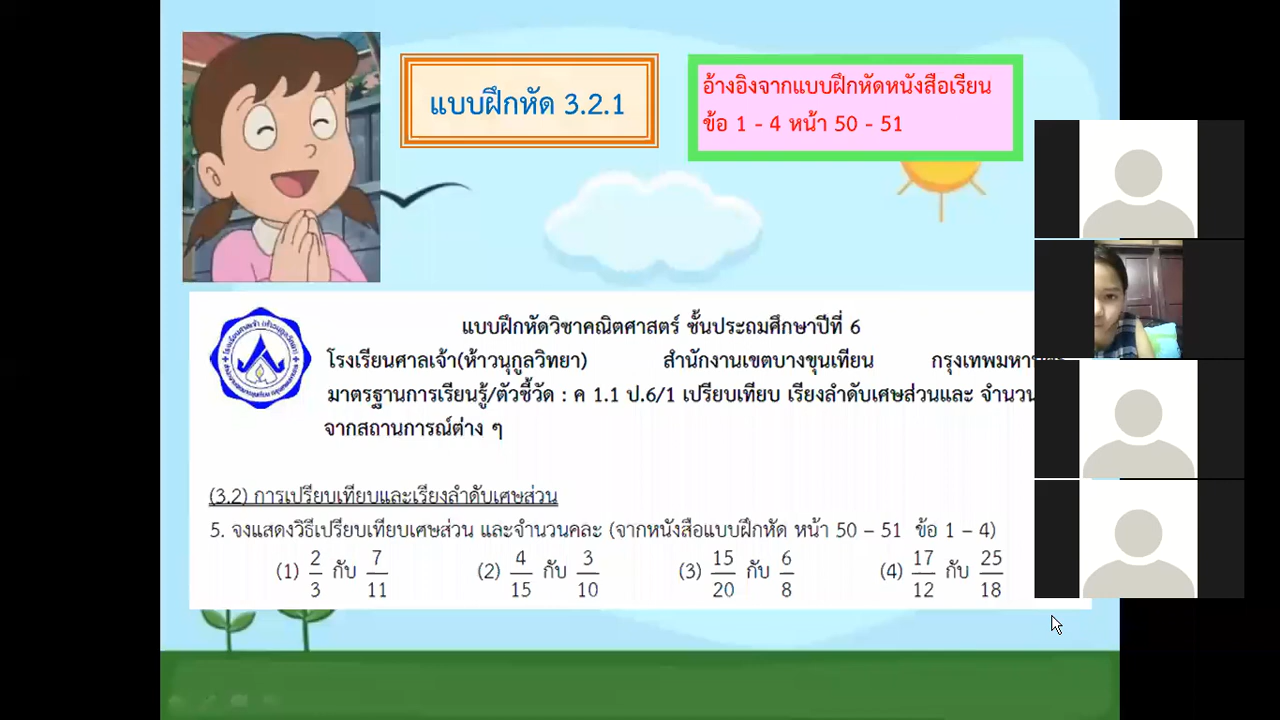 แบบฝึกหัด 3.2.1
อ้างอิงจากแบบฝึกหัดหนังสือเรียน
ข้อ 1 - 4 หน้า 50 - 51
แบบฝึกหัดวิชาคณิตศาสตร์ ชั้นประถมศึกษาปีที่ 6
โรงเรียนศาลเจ้า(ห้าวนุกูลวิทยา) สำนักงานเขตบางขุนเทียน
มาตรฐานการเรียนรู้/ตัวชี้วัด : ค 1.1 ป.6/1 เปรียบเทียบ เรียงลำดับเศษส่วนและ
จากสถานการณ์ต่าง ๆ
(3.2) การเปรียบเทียบและเรียงลำดับเศษส่วน
5. จงแสดงวิธีเปรียบเทียบเศษส่วน และจำนวนคละ (จากหนังสือแบบฝึกหัด หน้า 50 – 51 ข้อ 1 – 4)
(1) 2/3 กับ 7/11 (2) 4/15 กับ 3/10 (3) 15/20 กับ 6/8 (4) 17/12 กับ 25/18